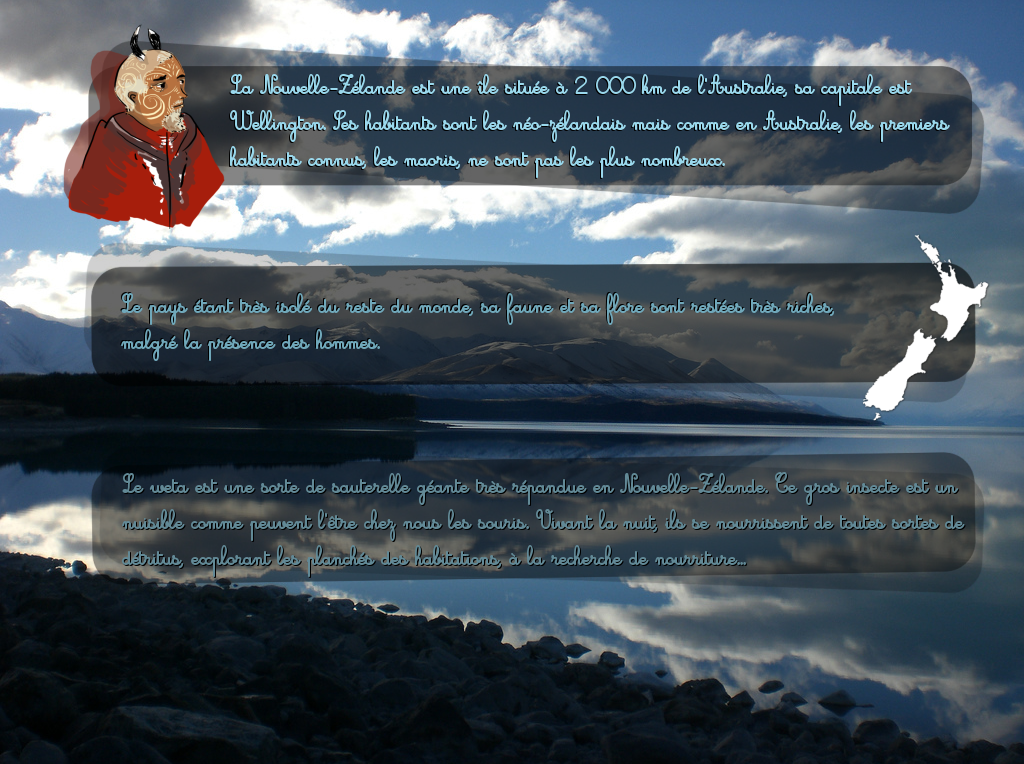 La Nouvelle-Zélande est une île située à 2 000 km de l'Australie, sa capitale est
Wellington. Ses habitants sont les néo-zélandais mais comme en Australie, les premiers
habitants connus, les maoris, ne sont pas les plus nombreux.
Le pays étant très isolé du reste du monde, sa faune et sa flore sont restées très riches,
malgré la présence des hommes.
Le weta est une sorte de sauterelle géante très répandue en Nouvelle-Zélande. Ce gros insecte est un
nuisible comme peuvent l'être chez nous les souris. Vivant la nuit, ils se nourrissent de toutes sortes de
détritus, explorant les planchés des habitations, à la recherche de nourriture...